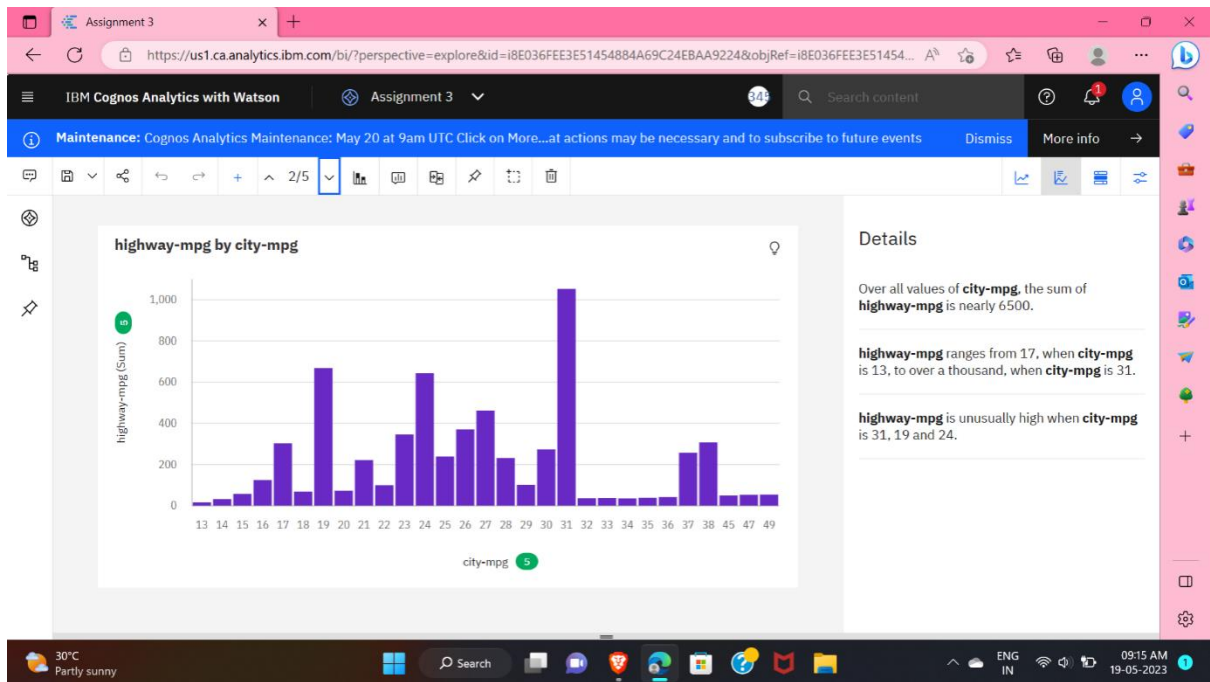 Assignment 3
https://us1.ca.analytics.ibm.com/bi/?perspective=explore&id=i8E036FEE3E51454884A69C24EBAA9224&objRef=i8E036FEE3E51454...
IBM Cognos Analytics with Watson
Assignment 3
345
Search content
1
Maintenance: Cognos Analytics Maintenance: May 20 at 9am UTC Click on More...at actions may be necessary and to subscribe to future events
Dismiss
More info
2/5
highway-mpg by city-mpg
1,000
800
600
400
200
0
highway-mpg (Sum)
5
13 14 15 16 17 18 19 20 21 22 23 24 25 26 27 28 29 30 31 32 33 34 35 36 37 38 45 47 49
city-mpg 5
Details
Over all values of city-mpg, the sum of
highway-mpg is nearly 6500.
highway-mpg ranges from 17, when city-mpg
is 13, to over a thousand, when city-mpg is 31.
highway-mpg is unusually high when city-mpg
is 31, 19 and 24.
30°C
Partly sunny
Search
ENG
IN
09:15 AM
19-05-2023
1